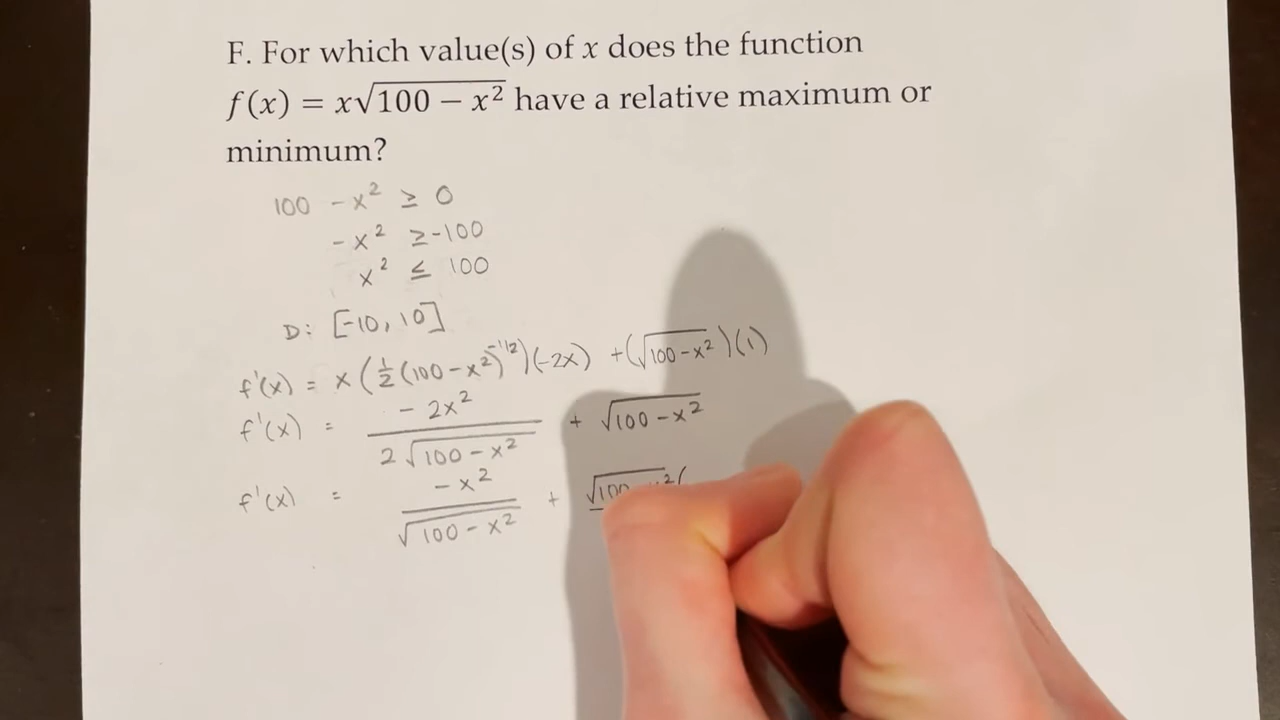 F. For which value(s) of x does the function
f(x) = x√100 − x² have a relative maximum or
minimum?
100 - x² ≥ 0
- x² ≥ -100
x² ≤ 100
D: [-10, 10]
f'(x) = x (½ (100 - x²)^-1/2)(-2x) + (√100 - x²)(1)
f'(x) = - 2x² / 2√100 - x² + √100 - x²
f'(x) = - x² / √100 - x² + √100